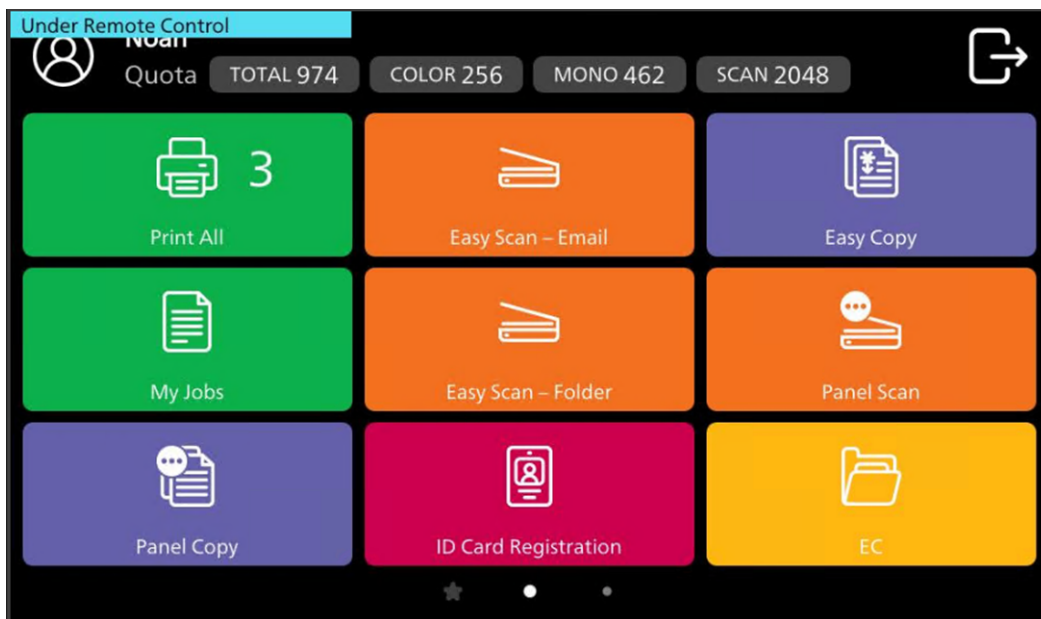 Under Remote Control
Noah
Quota TOTAL 974 COLOR 256 MONO 462 SCAN 2048
3
Print All
Easy Scan – Email
Easy Copy
My Jobs
Easy Scan – Folder
Panel Scan
Panel Copy
ID Card Registration
EC